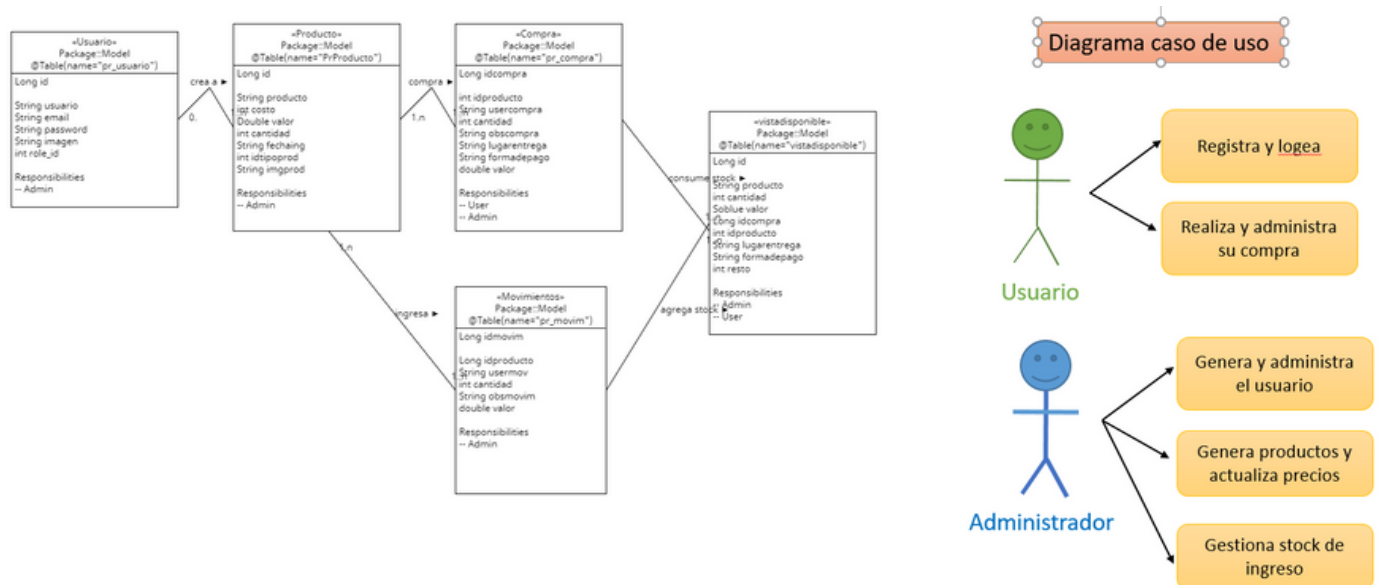 «Usuario»
Package::Model
@Table(name="pr_usuario")
Long id
String usuario
String email
String password
String imagen
int role_id
Responsibilities
-- Admin
crea a ►
0.
1..n
«Producto»
Package::Model
@Table(name="PrProducto")
Long id
String producto
int costo
Double valor
int cantidad
String fechaing
int idtipoprod
String imgprod
Responsibilities
-- Admin
compra ►
1.n
«Compra»
Package::Model
@Table(name="pr_compra")
Long idcompra
int idproducto
String usercompra
int cantidad
String obscompra
String lugarentrega
String formadepago
double valor
Responsibilities
-- User
-- Admin
1.n
ingresa ►
1..n
«Movimientos»
Package::Model
@Table(name="pr_movim")
Long idmovim
Long idproducto
String usermov
int cantidad
String obsmovim
double valor
Responsibilities
-- Admin
consume stock ►
agrega stock ►
«vistadisponible»
Package::Model
@Table(name="vistadisponible")
Long id
String producto
int cantidad
Soblue valor
Long idcompra
int idproducto
String lugarentrega
String formadepago
int resto
Responsibilities
-- Admin
-- User
Diagrama caso de uso
Usuario
Registra y logea
Realiza y administra
su compra
Administrador
Genera y administra
el usuario
Genera productos y
actualiza precios
Gestiona stock de
ingreso